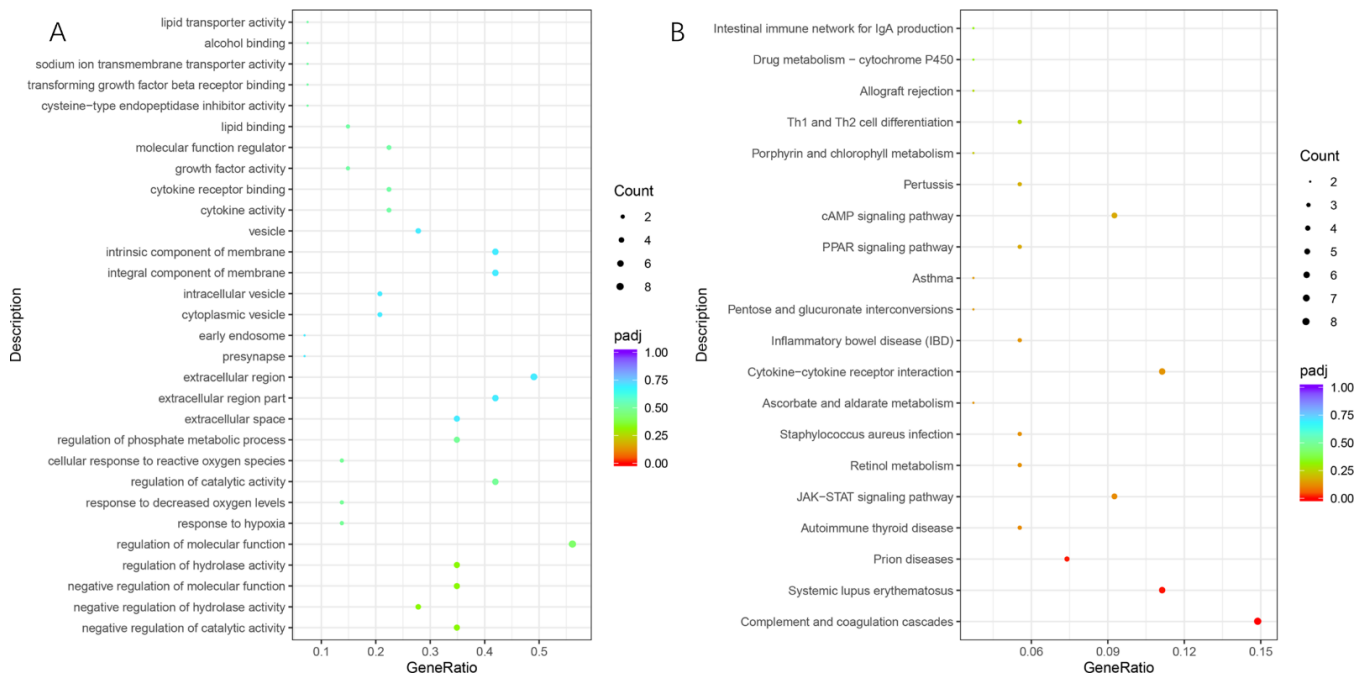 A
Description
lipid transporter activity
alcohol binding
sodium ion transmembrane transporter activity
transforming growth factor beta receptor binding
cysteine−type endopeptidase inhibitor activity
lipid binding
molecular function regulator
growth factor activity
cytokine receptor binding
cytokine activity
vesicle
intrinsic component of membrane
integral component of membrane
intracellular vesicle
cytoplasmic vesicle
early endosome
presynapse
extracellular region
extracellular region part
extracellular space
regulation of phosphate metabolic process
cellular response to reactive oxygen species
regulation of catalytic activity
response to decreased oxygen levels
response to hypoxia
regulation of molecular function
regulation of hydrolase activity
negative regulation of molecular function
negative regulation of hydrolase activity
negative regulation of catalytic activity
0.1 0.2 0.3 0.4 0.5
GeneRatio
Count
2
4
6
8
padj
1.00
0.75
0.50
0.25
0.00
B
Description
Intestinal immune network for IgA production
Drug metabolism − cytochrome P450
Allograft rejection
Th1 and Th2 cell differentiation
Porphyrin and chlorophyll metabolism
Pertussis
cAMP signaling pathway
PPAR signaling pathway
Asthma
Pentose and glucuronate interconversions
Inflammatory bowel disease (IBD)
Cytokine−cytokine receptor interaction
Ascorbate and aldarate metabolism
Staphylococcus aureus infection
Retinol metabolism
JAK−STAT signaling pathway
Autoimmune thyroid disease
Prion diseases
Systemic lupus erythematosus
Complement and coagulation cascades
0.06 0.09 0.12 0.15
GeneRatio
Count
2
3
4
5
6
7
8
padj
1.00
0.75
0.50
0.25
0.00